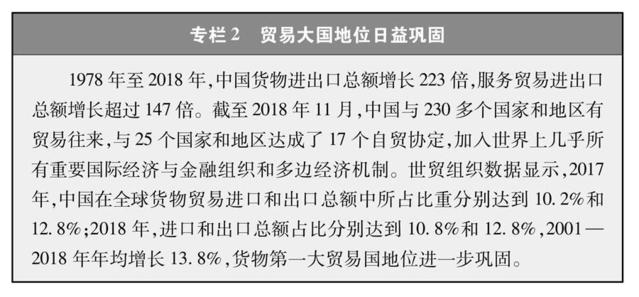 专栏2 贸易大国地位日益巩固
1978年至2018年,中国货物进出口总额增长223倍,服务贸易进出口
总额增长超过147倍。截至2018年11月,中国与230多个国家和地区有
贸易往来,与25个国家和地区达成了17个自贸协定,加入世界上几乎所
有重要国际经济与金融组织和多边经济机制。世贸组织数据显示,2017
年,中国在全球货物贸易进口和出口总额中所占比重分别达到10.2%和
12.8%;2018年,进口和出口总额占比分别达到10.8%和12.8%,2001—
2018年年均增长13.8%,货物第一大贸易国地位进一步巩固。